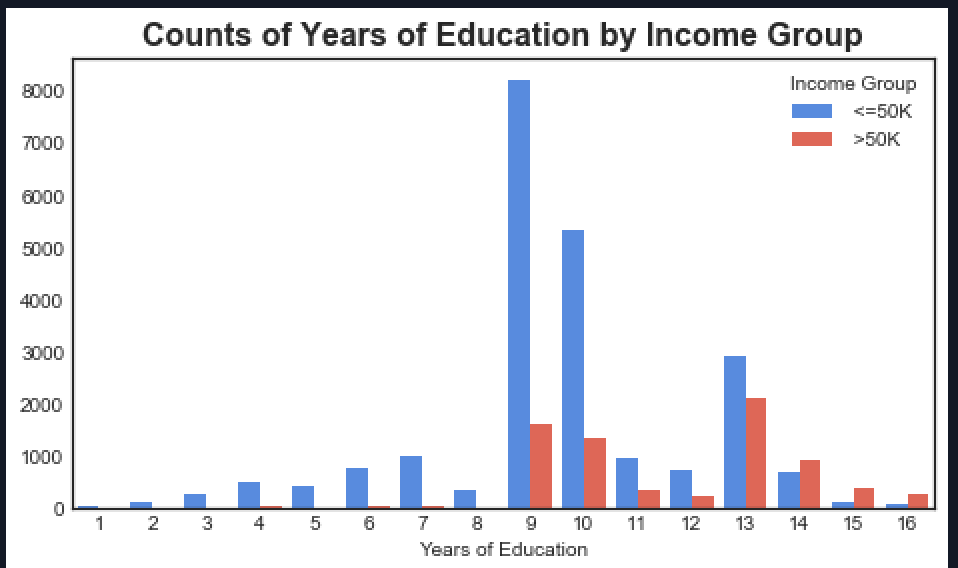 Counts of Years of Education by Income Group
Income Group
<=50K
>50K
8000
7000
6000
5000
4000
3000
2000
1000
0
1 2 3 4 5 6 7 8 9 10 11 12 13 14 15 16
Years of Education